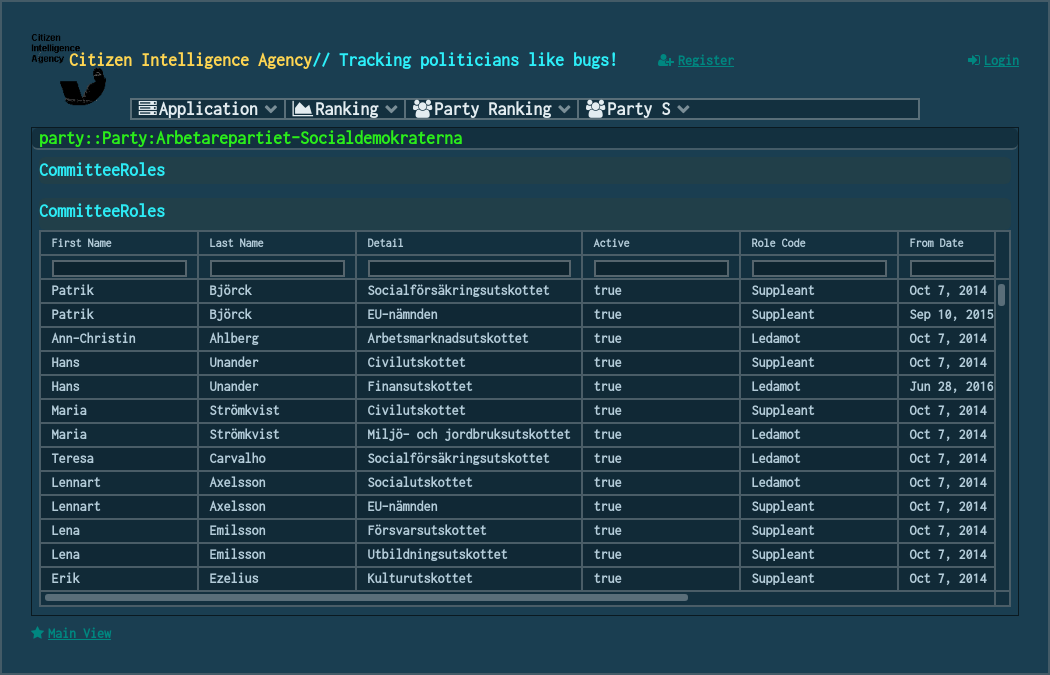 Citizen
Intelligence
Agency
Citizen Intelligence Agency// Tracking politicians like bugs!
Register
Login
Application Ranking Party Ranking Party S
party::Party:Arbetarepartiet-Socialdemokraterna
CommitteeRoles
CommitteeRoles
First Name Last Name Detail Active Role Code From Date
Patrik Björck Socialförsäkringsutskottet true Suppleant Oct 7, 2014
Patrik Björck EU-nämnden true Suppleant Sep 10, 2015
Ann-Christin Ahlberg Arbetsmarknadsutskottet true Ledamot Oct 7, 2014
Hans Unander Civilutskottet true Suppleant Oct 7, 2014
Hans Unander Finansutskottet true Ledamot Jun 28, 2016
Maria Strömkvist Civilutskottet true Suppleant Oct 7, 2014
Maria Strömkvist Miljö- och jordbruksutskottet true Ledamot Oct 7, 2014
Teresa Carvalho Socialförsäkringsutskottet true Ledamot Oct 7, 2014
Lennart Axelsson Socialutskottet true Ledamot Oct 7, 2014
Lennart Axelsson EU-nämnden true Suppleant Oct 7, 2014
Lena Emilsson Försvarsutskottet true Suppleant Oct 7, 2014
Lena Emilsson Utbildningsutskottet true Suppleant Oct 7, 2014
Erik Ezelius Kulturutskottet true Suppleant Oct 7, 2014
Main View